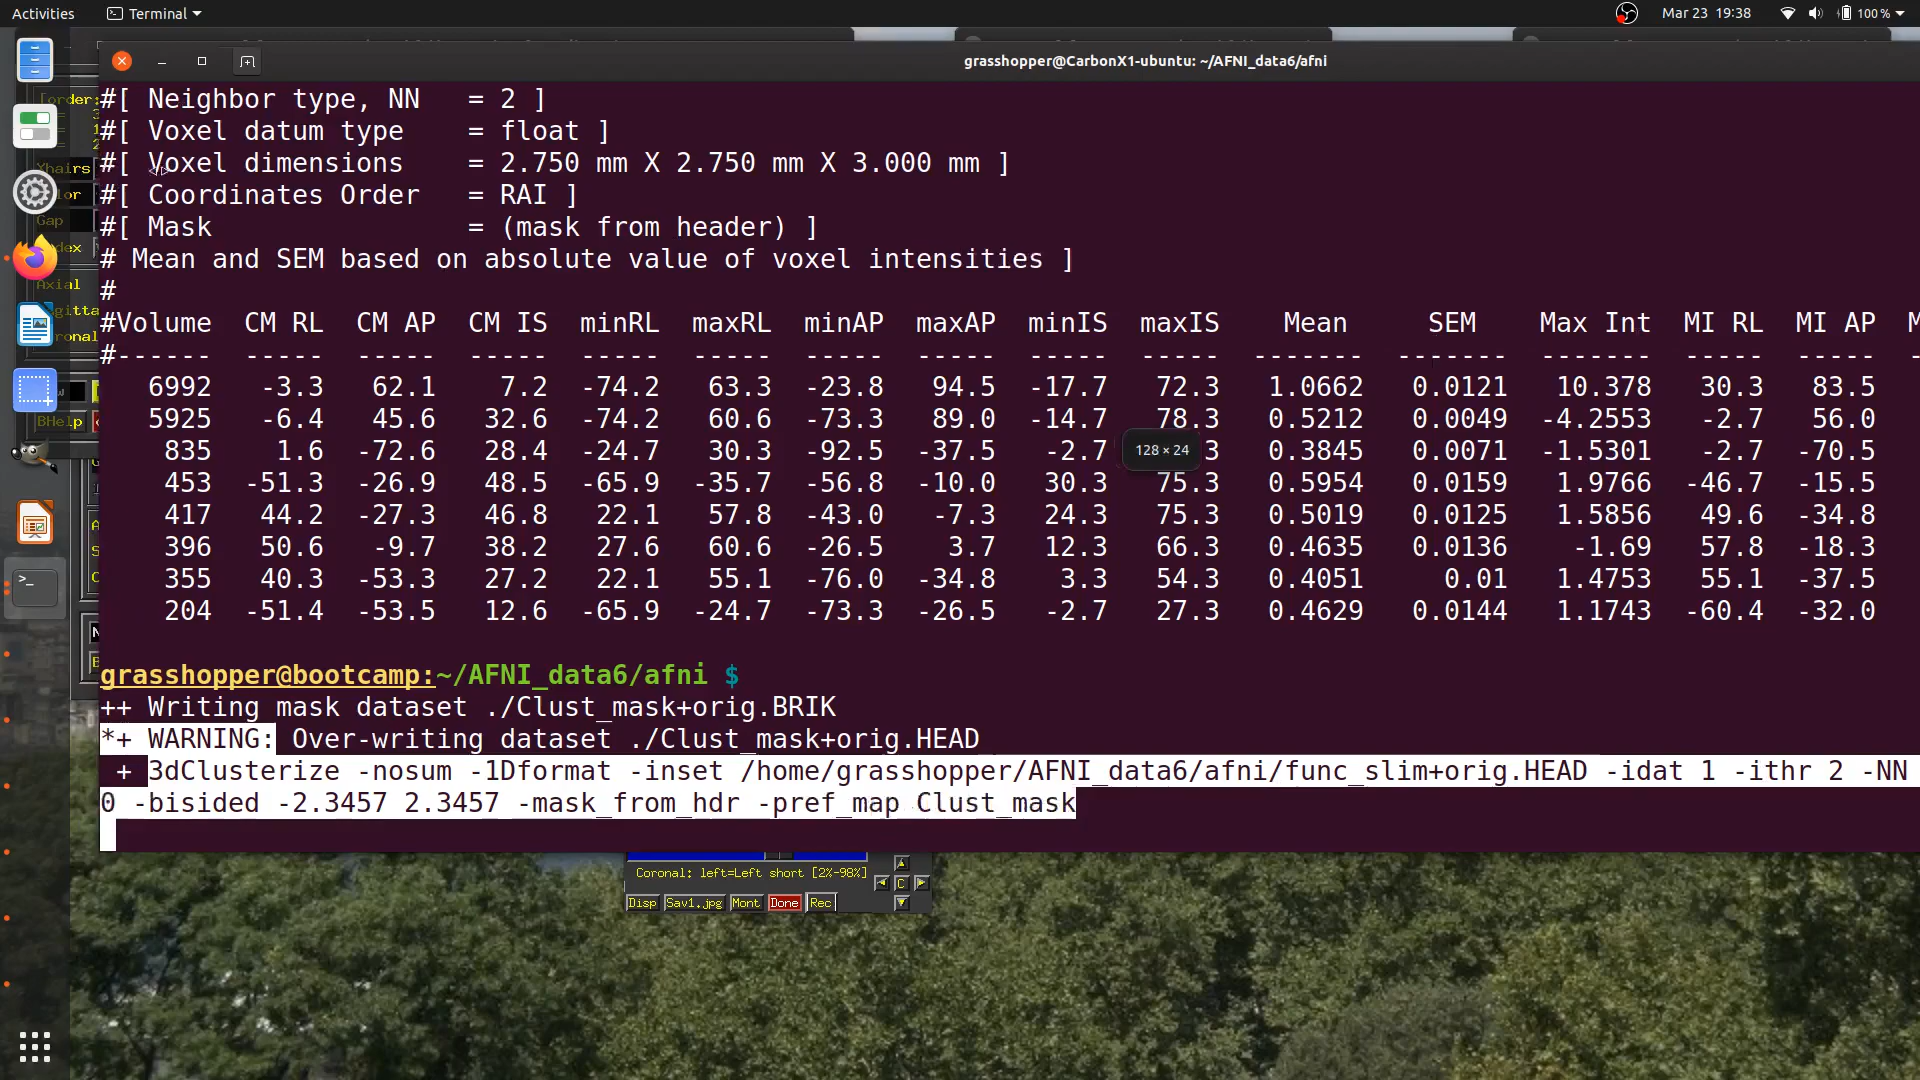 Activities Terminal Mar 23 19:38 100 %
grasshopper@CarbonX1-ubuntu: ~/AFNI_data6/afni
#[ Neighbor type, NN = 2 ]
#[ Voxel datum type = float ]
#[ Voxel dimensions = 2.750 mm X 2.750 mm X 3.000 mm ]
#[ Coordinates Order = RAI ]
#[ Mask = (mask from header) ]
# Mean and SEM based on absolute value of voxel intensities ]
#
#Volume CM RL CM AP CM IS minRL maxRL minAP maxAP minIS maxIS Mean SEM Max Int MI RL MI AP
#------ ----- ----- ----- ----- ----- ----- ----- ----- ----- ------- ------- ------- ----- ----- -
6992 -3.3 62.1 7.2 -74.2 63.3 -23.8 94.5 -17.7 72.3 1.0662 0.0121 10.378 30.3 83.5
5925 -6.4 45.6 32.6 -74.2 60.6 -73.3 89.0 -14.7 78.3 0.5212 0.0049 -4.2553 -2.7 56.0
835 1.6 -72.6 28.4 -24.7 30.3 -92.5 -37.5 -2.7 3 0.3845 0.0071 -1.5301 -2.7 -70.5
128 × 24
453 -51.3 -26.9 48.5 -65.9 -35.7 -56.8 -10.0 30.3 75.3 0.5954 0.0159 1.9766 -46.7 -15.5
417 44.2 -27.3 46.8 22.1 57.8 -43.0 -7.3 24.3 75.3 0.5019 0.0125 1.5856 49.6 -34.8
396 50.6 -9.7 38.2 27.6 60.6 -26.5 3.7 12.3 66.3 0.4635 0.0136 -1.69 57.8 -18.3
355 40.3 -53.3 27.2 22.1 55.1 -76.0 -34.8 3.3 54.3 0.4051 0.01 1.4753 55.1 -37.5
204 -51.4 -53.5 12.6 -65.9 -24.7 -73.3 -26.5 -2.7 27.3 0.4629 0.0144 1.1743 -60.4 -32.0
grasshopper@bootcamp:~/AFNI_data6/afni $
++ Writing mask dataset ./Clust_mask+orig.BRIK
*+ WARNING: Over-writing dataset ./Clust_mask+orig.HEAD
+ 3dClusterize -nosum -1Dformat -inset /home/grasshopper/AFNI_data6/afni/func_slim+orig.HEAD -idat 1 -ithr 2 -NN
0 -bisided -2.3457 2.3457 -mask_from_hdr -pref_map Clust_mask
[order:
Gap
Axial
BHelp
Coronal: left=Left short [2%-98%]
C
Disp Sav1.jpg Mont Done Rec